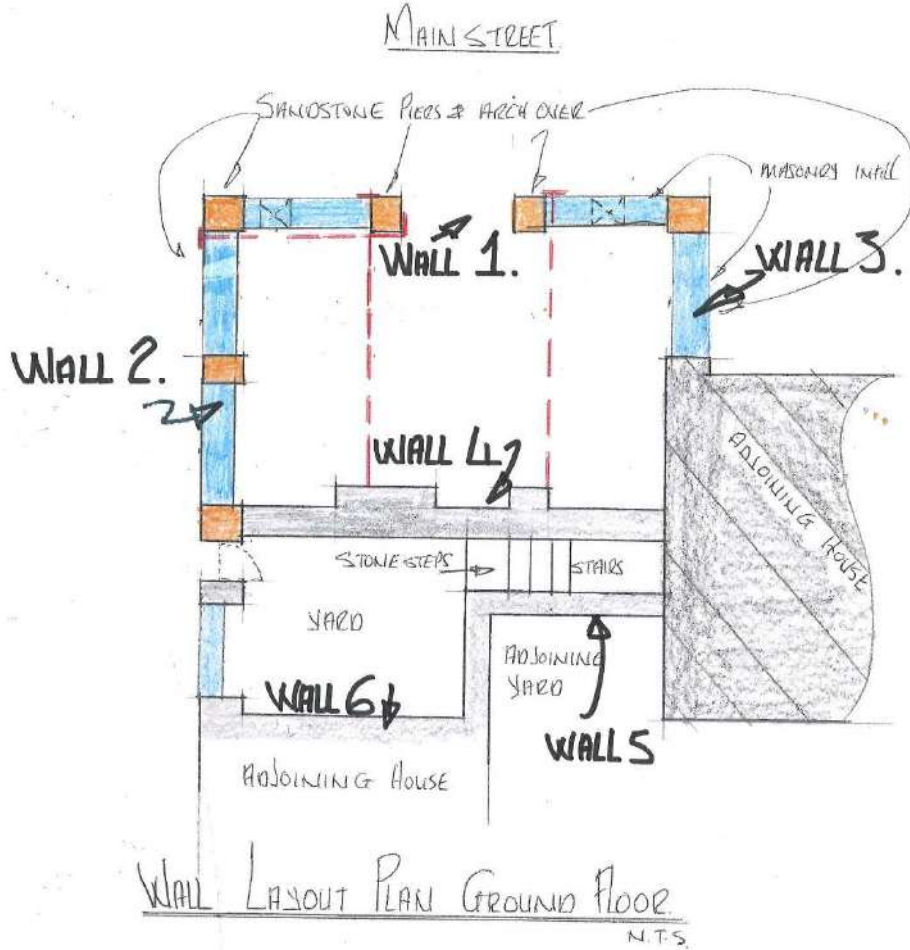 MAIN STREET
SANDSTONE PIERS & ARCH OVER
MASONRY INFILL
WALL 1.
WALL 3.
WALL 2.
WALL 4
ADJOINING HOUSE
STONE STEPS
STAIRS
YARD
ADJOINING
YARD
WALL 6
WALL 5
ADJOINING HOUSE
WALL LAYOUT PLAN GROUND FLOOR
N.T.S